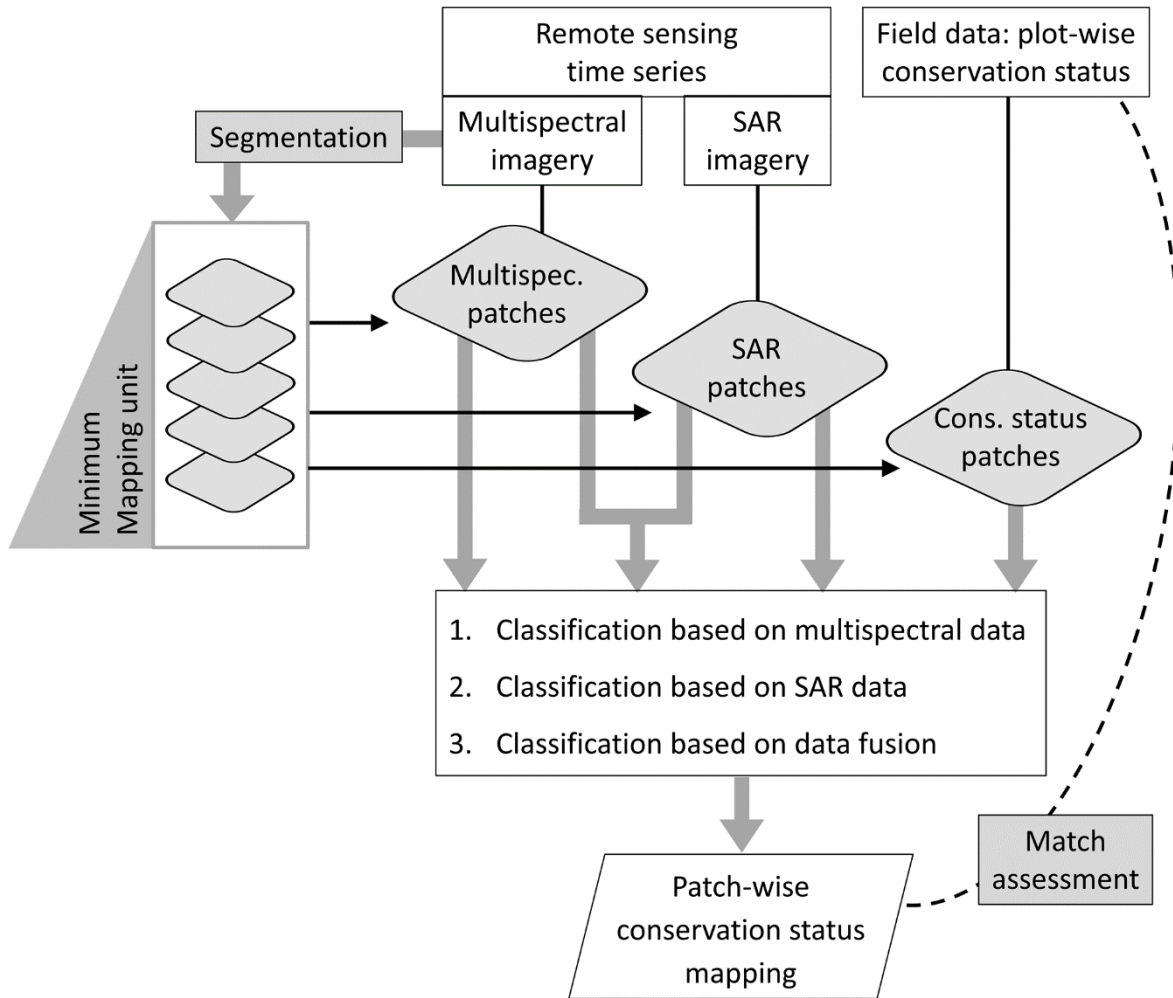 Remote sensing
time series
Field data: plot-wise
conservation status
Segmentation
Multispectral
imagery
SAR
imagery
Minimum
Mapping unit
Multispec.
patches
SAR
patches
Cons. status
patches
1. Classification based on multispectral data
2. Classification based on SAR data
3. Classification based on data fusion
Match
assessment
Patch-wise
conservation status
mapping